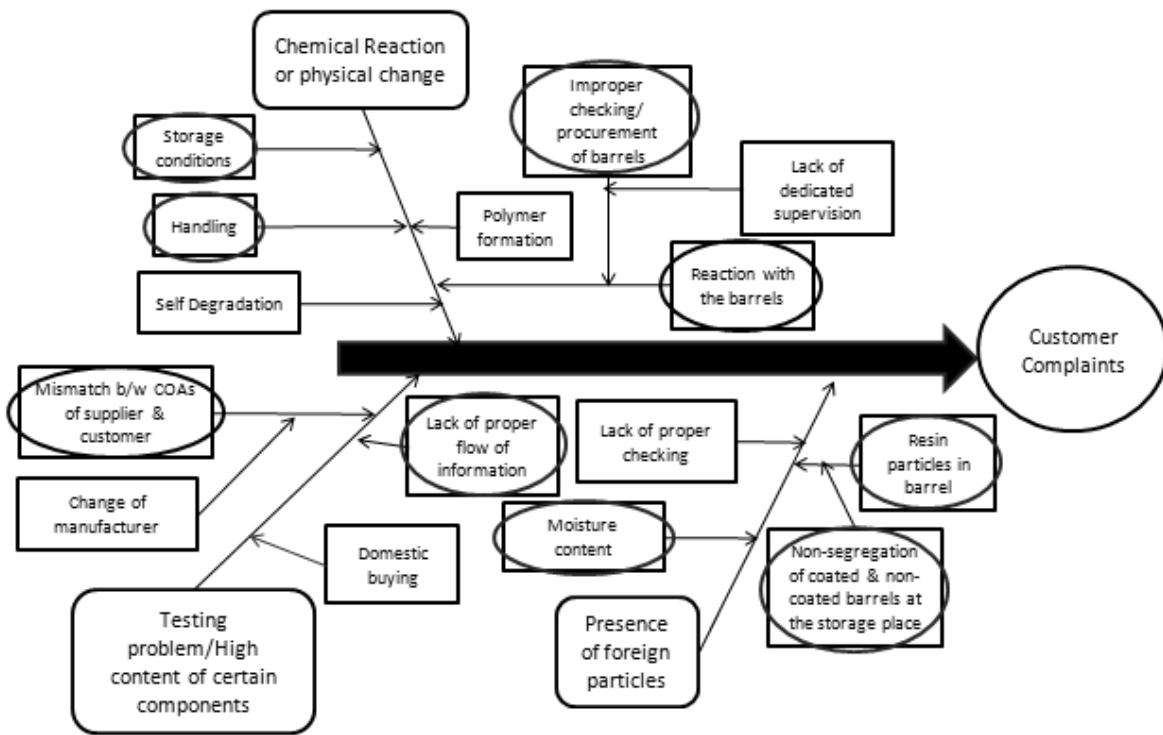 Chemical Reaction
or physical change
Improper
checking/
procurement
of barrels
Storage
conditions
Lack of
dedicated
supervision
Handling
Polymer
formation
Reaction with
the barrels
Self Degradation
Customer
Complaints
Mismatch b/w COAs
of supplier &
customer
Lack of proper
flow of
information
Lack of proper
checking
Resin
particles in
barrel
Change of
manufacturer
Moisture
content
Domestic
buying
Non-segregation
of coated & non-
coated barrels at
the storage place
Testing
problem/High
content of certain
components
Presence
of foreign
particles